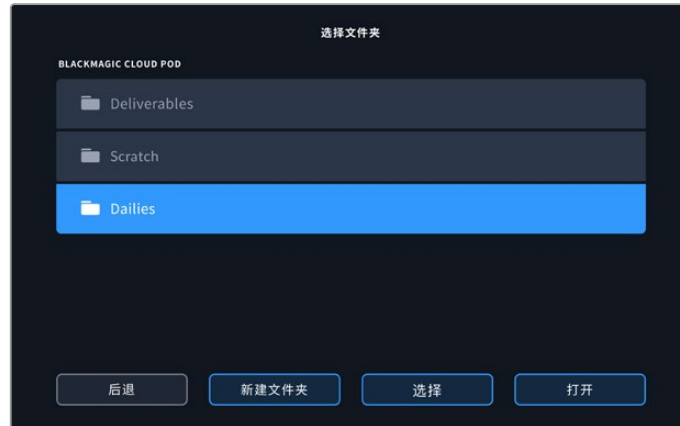 选择文件夹
BLACKMAGIC CLOUD POD
Deliverables
Scratch
Dailies
后退
新建文件夹
选择
打开